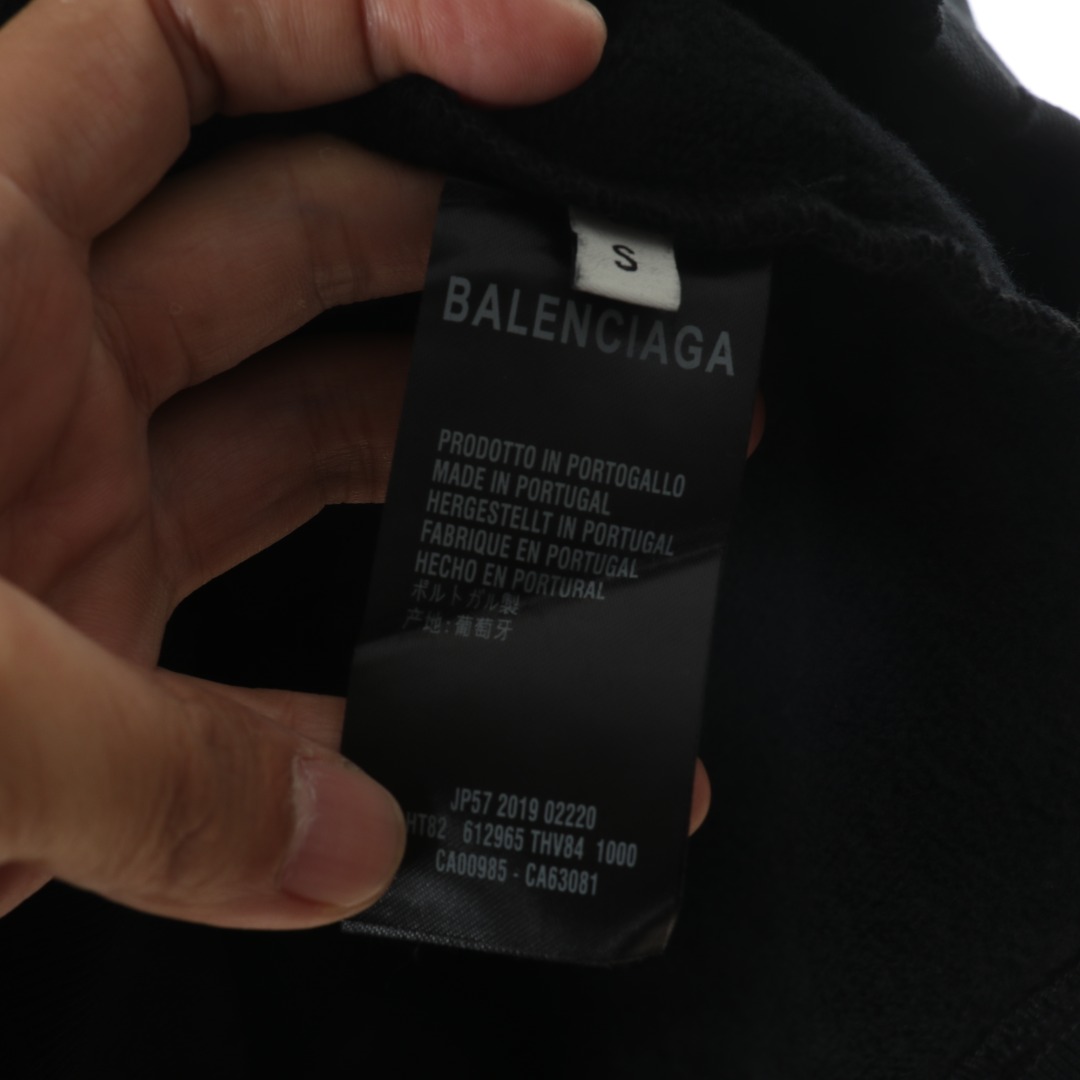 S
BALENCIAGA
PRODOTTO IN PORTOGALLO
MADE IN PORTUGAL
HERGESTELLT IN PORTUGAL
FABRIQUE EN PORTUGAL
HECHO EN PORTURAL
ポルトガル製
产地:葡萄牙
JP57 2019 02220
HT82 612965 THV84 1000
CA00985 - CA63081